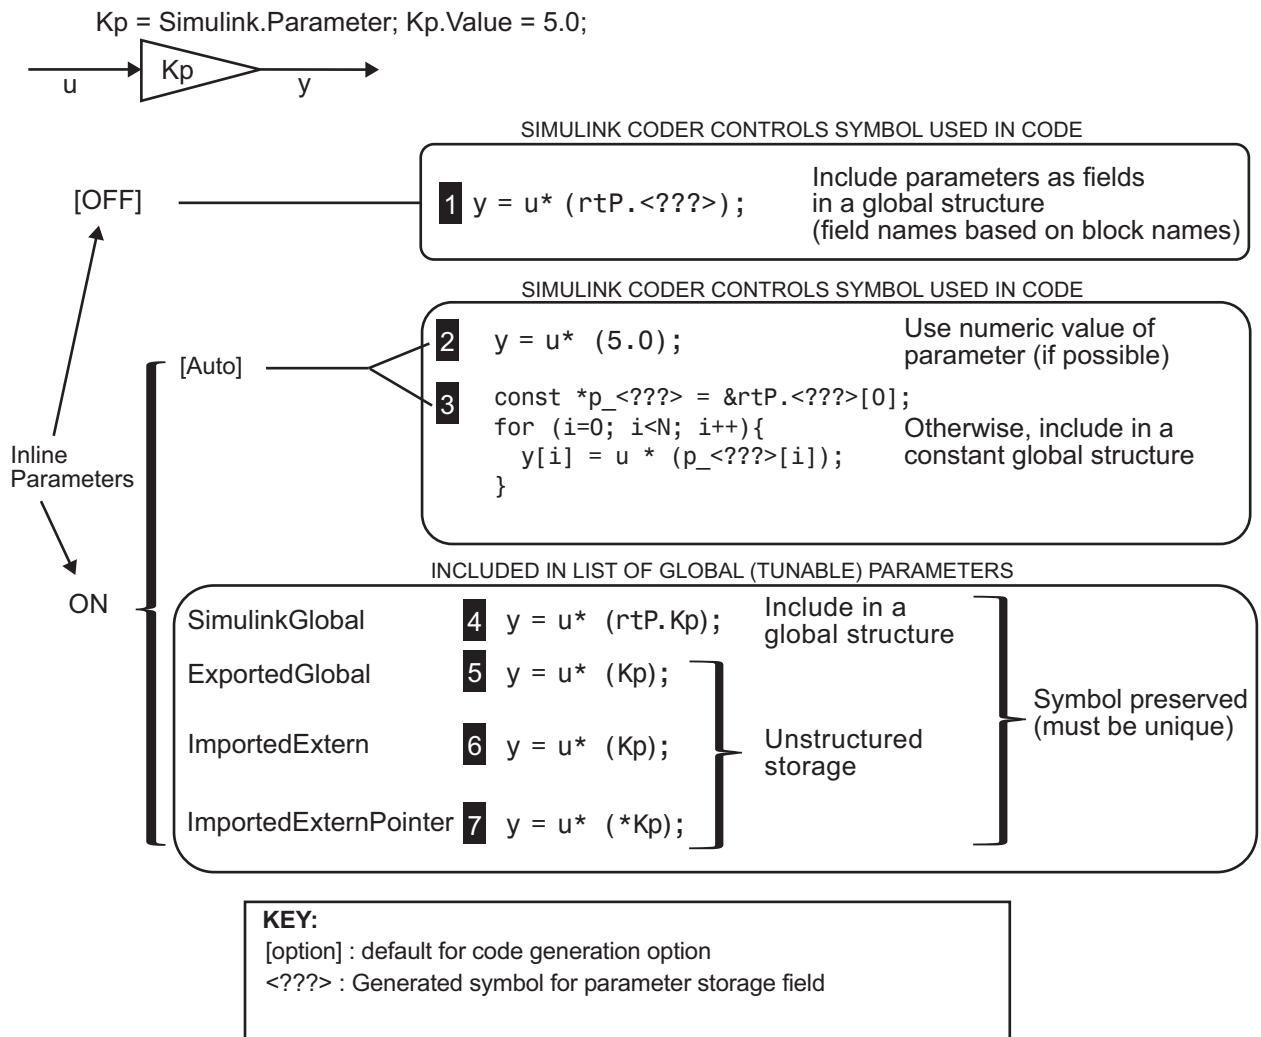 Kp = Simulink.Parameter; Kp.Value = 5.0;
Kp
u
y
SIMULINK CODER CONTROLS SYMBOL USED IN CODE
[OFF]
1 y = u* (rtP.<???>);
Include parameters as fields
in a global structure
(field names based on block names)
SIMULINK CODER CONTROLS SYMBOL USED IN CODE
[Auto]
2 y = u* (5.0);
Use numeric value of
parameter (if possible)
3 const *p_<???> = &rtP.<???>[0];
for (i=0; i<N; i++){
y[i] = u * (p_<???>[i]);
}
Otherwise, include in a
constant global structure
Inline
Parameters
ON
INCLUDED IN LIST OF GLOBAL (TUNABLE) PARAMETERS
SimulinkGlobal 4 y = u* (rtP.Kp);
Include in a
global structure
ExportedGlobal 5 y = u* (Kp);
ImportedExtern 6 y = u* (Kp);
ImportedExternPointer 7 y = u* (*Kp);
Unstructured
storage
Symbol preserved
(must be unique)
KEY:
[option] : default for code generation option
<???> : Generated symbol for parameter storage field